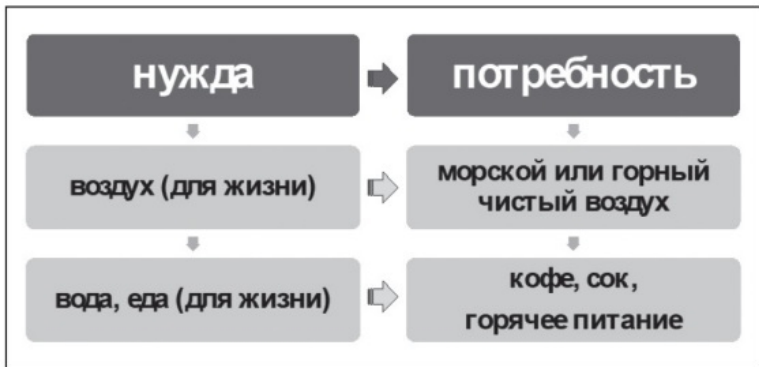 нужда
потребность
воздух (для жизни)
морской или горный
чистый воздух
вода, еда (для жизни)
кофе, сок,
горячее питание